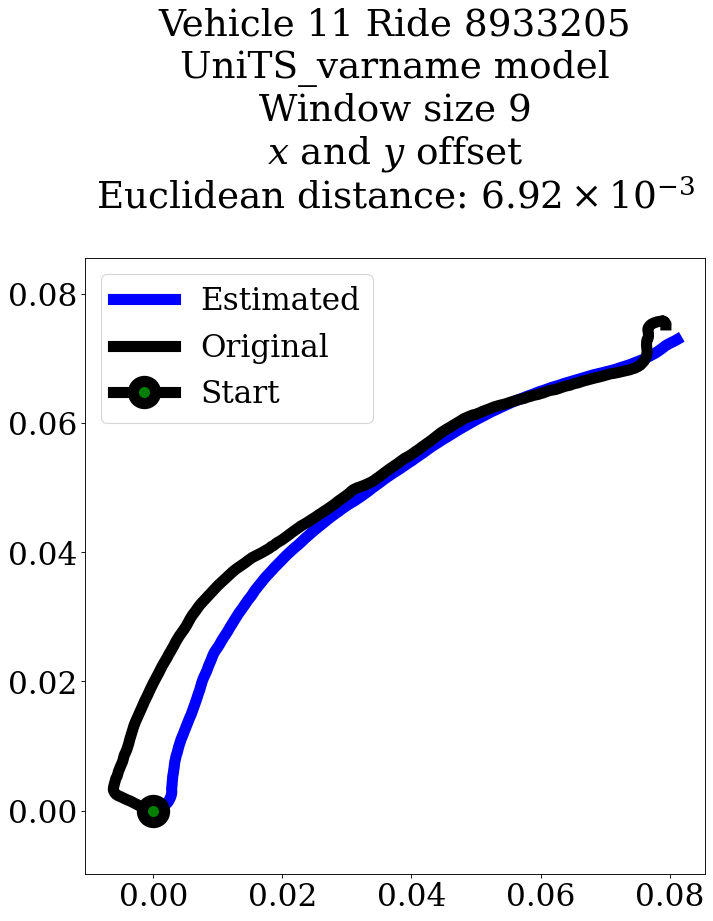 Vehicle 11 Ride 8933205
UniTS_varname model
Window size 9
x and y offset
Euclidean distance: 6.92 × 10⁻³
Estimated
Original
Start
0.08
0.06
0.04
0.02
0.00
0.00 0.02 0.04 0.06 0.08